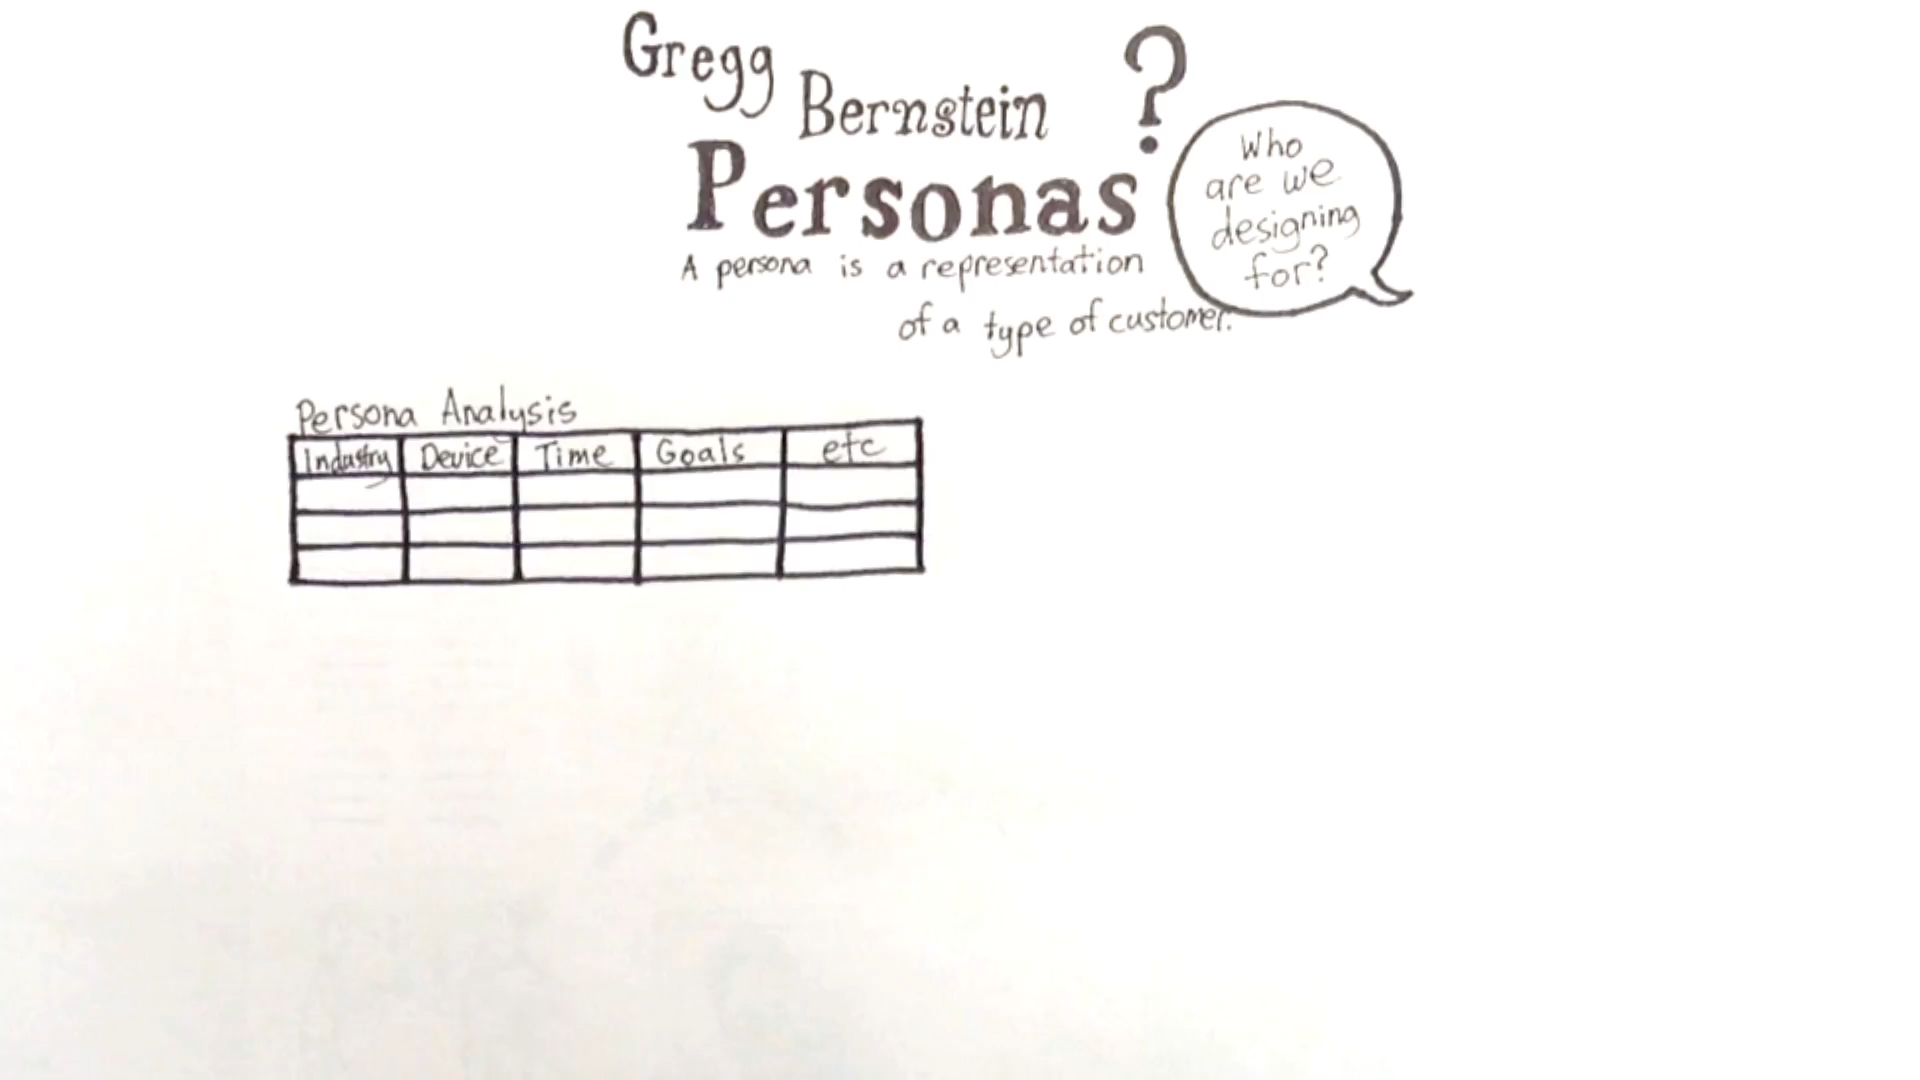 Gregg
Bernstein
?
Personas
A persona is a representation
of a type of customer.
Who
are we
designing
for?
Persona Analysis
Industry Device Time Goals etc